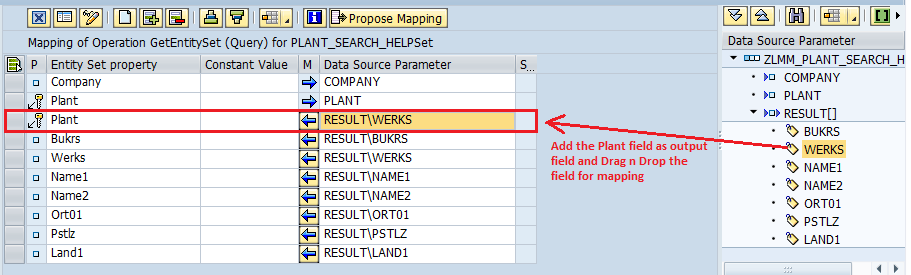 Propose Mapping
Mapping of Operation GetEntitySet (Query) for PLANT_SEARCH_HELPSet
P Entity Set property Constant Value M Data Source Parameter S...
Company COMPANY
Plant PLANT
Plant RESULT\WERKS
Bukrs RESULT\BUKRS
Werks RESULT\WERKS
Name1 RESULT\NAME1
Name2 RESULT\NAME2
Ort01 RESULT\ORT01
Pstlz RESULT\PSTLZ
Land1 RESULT\LAND1
Add the Plant field as output
field and Drag n Drop the
field for mapping
Data Source Parameter
ZLMM_PLANT_SEARCH_H
COMPANY
PLANT
RESULT[]
BUKRS
WERKS
NAME1
NAME2
ORT01
PSTLZ
LAND1